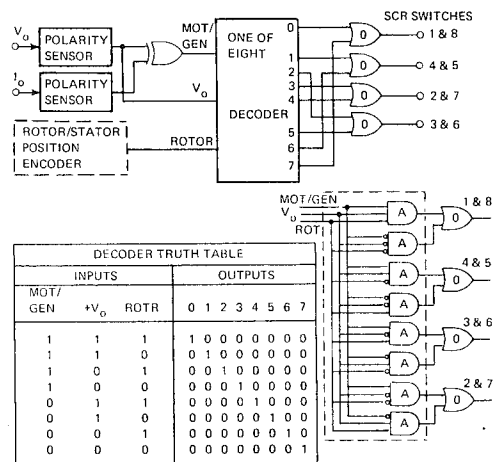 V₀
POLARITY SENSOR
I₀
POLARITY SENSOR
ROTOR/STATOR POSITION ENCODER
MOT/GEN
V₀
ROTOR
ONE OF EIGHT
DECODER
0
1
2
3
4
5
6
7
SCR SWITCHES
0
1 & 8
0
4 & 5
0
2 & 7
0
3 & 6
MOT/GEN
V₀
ROT
A
A
0
1 & 8
A
A
0
4 & 5
A
A
0
3 & 6
A
A
0
2 & 7
DECODER TRUTH TABLE
INPUTS OUTPUTS
MOT/GEN +V₀ ROTR 0 1 2 3 4 5 6 7
1 1 1 1 0 0 0 0 0 0 0
1 1 0 0 1 0 0 0 0 0 0
1 0 1 0 0 1 0 0 0 0 0
1 0 0 0 0 0 1 0 0 0 0
0 1 1 0 0 0 0 1 0 0 0
0 1 0 0 0 0 0 0 1 0 0
0 0 1 0 0 0 0 0 0 1 0
0 0 0 0 0 0 0 0 0 0 1